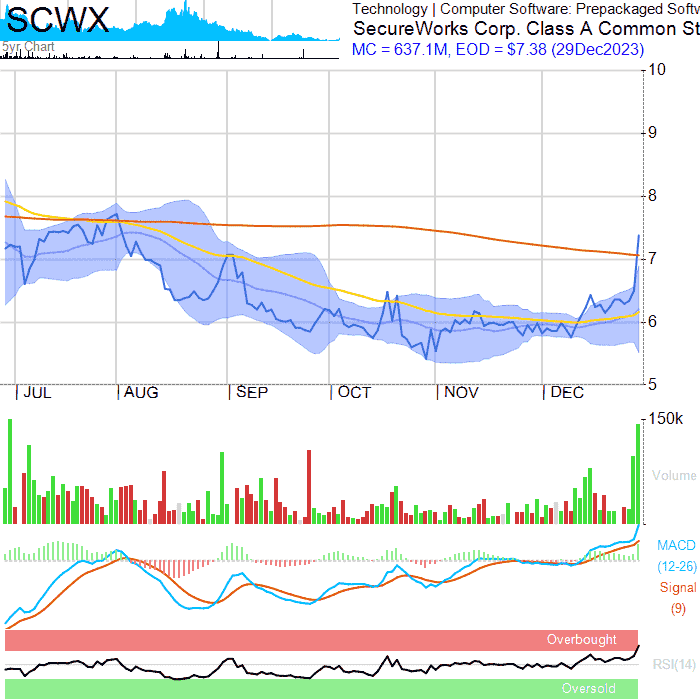 SCWX
Technology | Computer Software: Prepackaged Softw
SecureWorks Corp. Class A Common St
MC = 637.1M, EOD = $7.38 (29Dec2023)
5yr Chart
10
9
8
7
6
5
JUL AUG SEP OCT NOV DEC
150k
Volume
MACD
(12-26)
Signal
(9)
Overbought
RSI(14)
Oversold